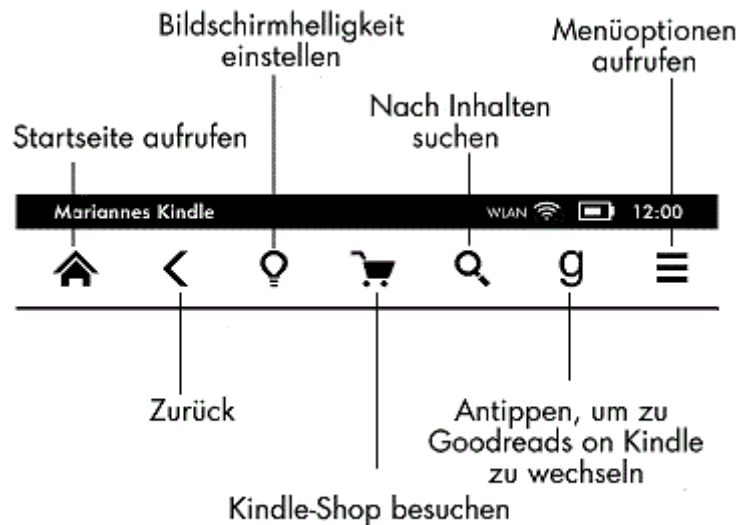 Bildschirmhelligkeit
einstellen
Menüoptionen
aufrufen
Nach Inhalten
suchen
Startseite aufrufen
Mariannes Kindle WLAN 12:00
g
Zurück
Antippen, um zu
Goodreads on Kindle
zu wechseln
Kindle-Shop besuchen